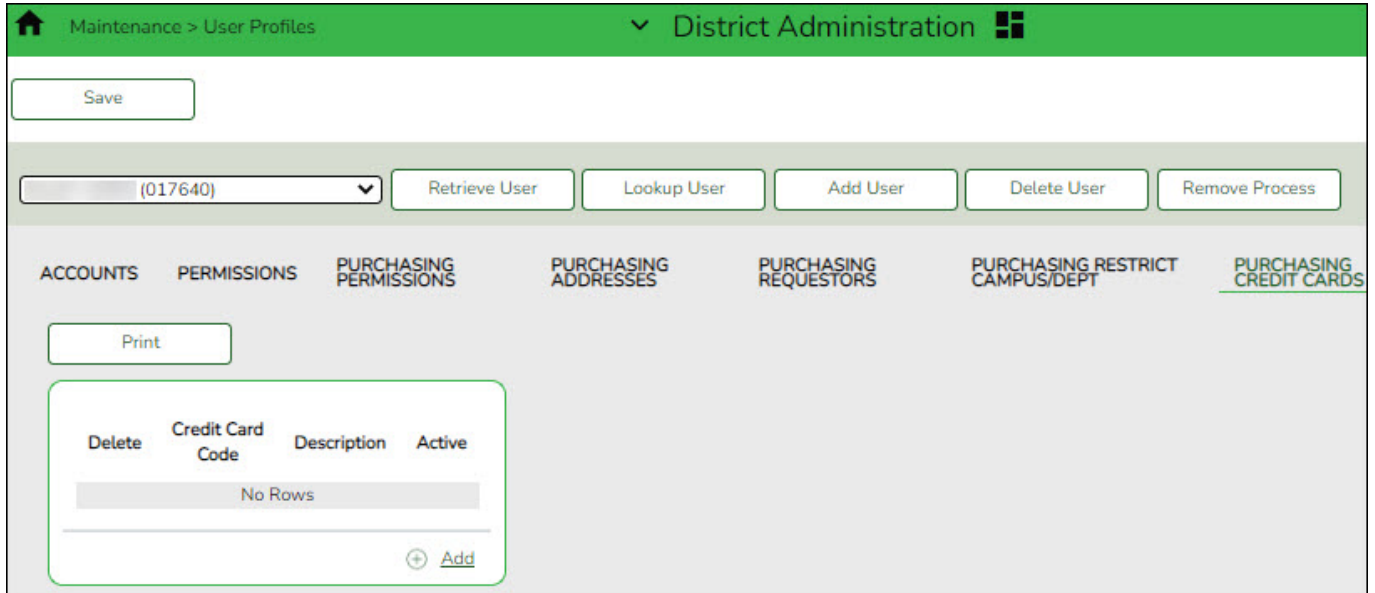 Maintenance > User Profiles
District Administration
Save
(017640)
Retrieve User
Lookup User
Add User
Delete User
Remove Process
ACCOUNTS
PERMISSIONS
PURCHASING
PERMISSIONS
PURCHASING
ADDRESSES
PURCHASING
REQUESTORS
PURCHASING RESTRICT
CAMPUS/DEPT
PURCHASING
CREDIT CARDS
Print
Delete
Credit Card
Code
Description
Active
No Rows
Add